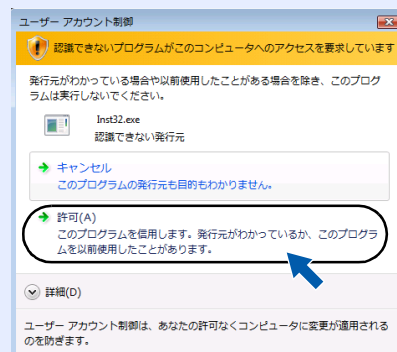 ユーザー アカウント制御
認識できないプログラムがこのコンピュータへのアクセスを要求しています
発行元がわかっている場合や以前使用したことがある場合を除き、このプログ
ラムは実行しないでください。
Inst32.exe
認識できない発行元
キャンセル
このプログラムの発行元も目的もわかりません。
許可(A)
このプログラムを信用します。発行元がわかっているか、このプログラ
ムを以前使用したことがあります。
詳細(D)
ユーザー アカウント制御は、あなたの許可なくコンピュータに変更が適用される
のを防ぎます。